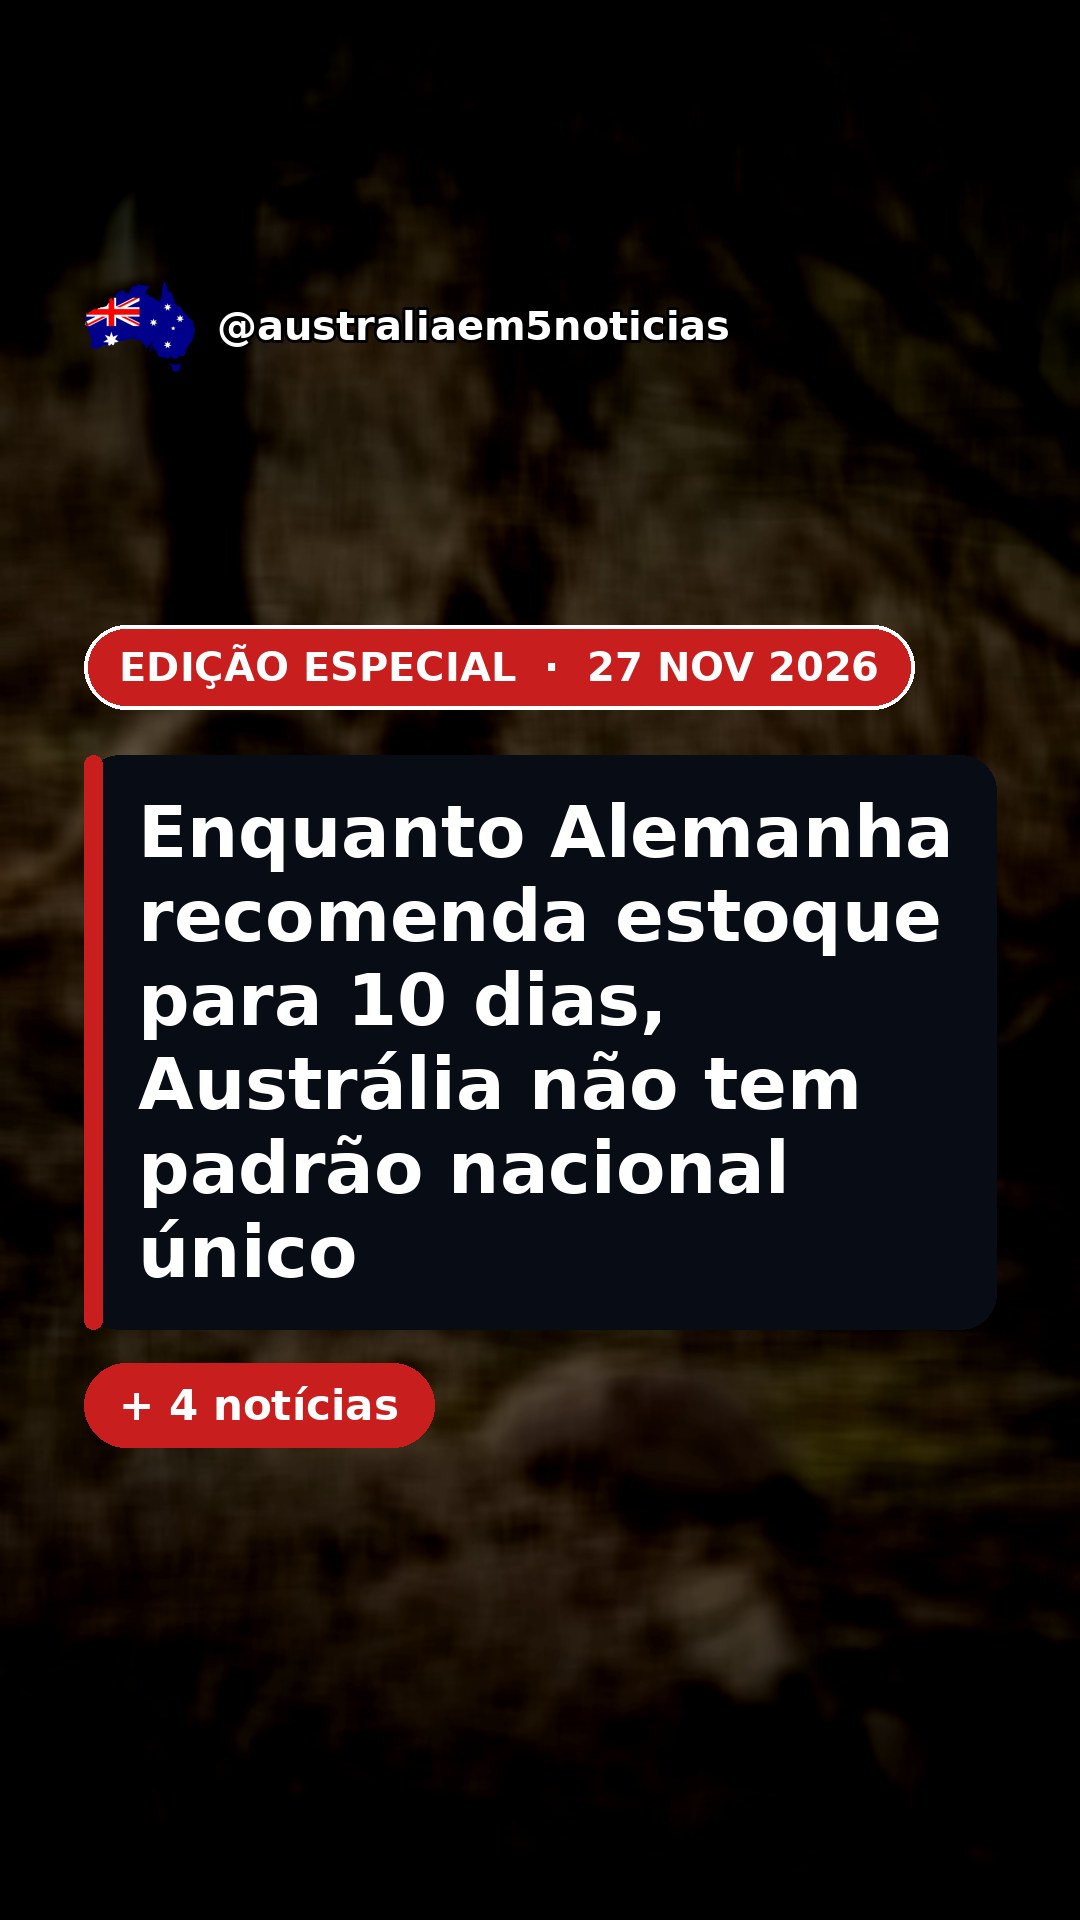 @australiaem5noticias
EDIÇÃO ESPECIAL · 27 NOV 2026
Enquanto Alemanha
recomenda estoque
para 10 dias,
Austrália não tem
padrão nacional
único
+ 4 notícias